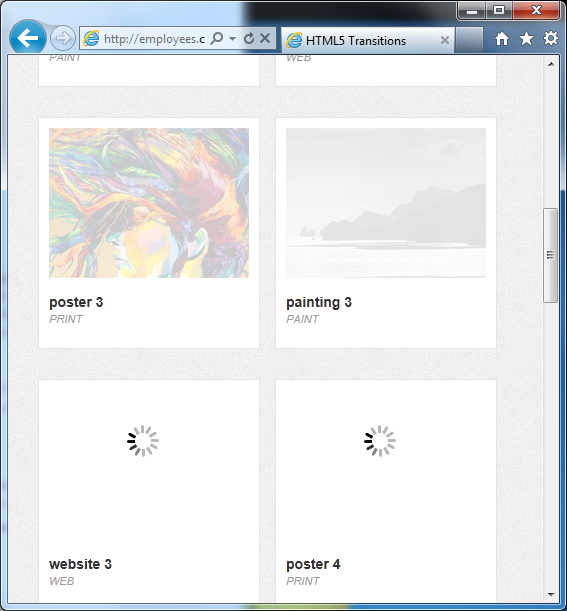 http://employees.c
HTML5 Transitions
PAINT
WEB
poster 3
PRINT
painting 3
PAINT
website 3
WEB
poster 4
PRINT